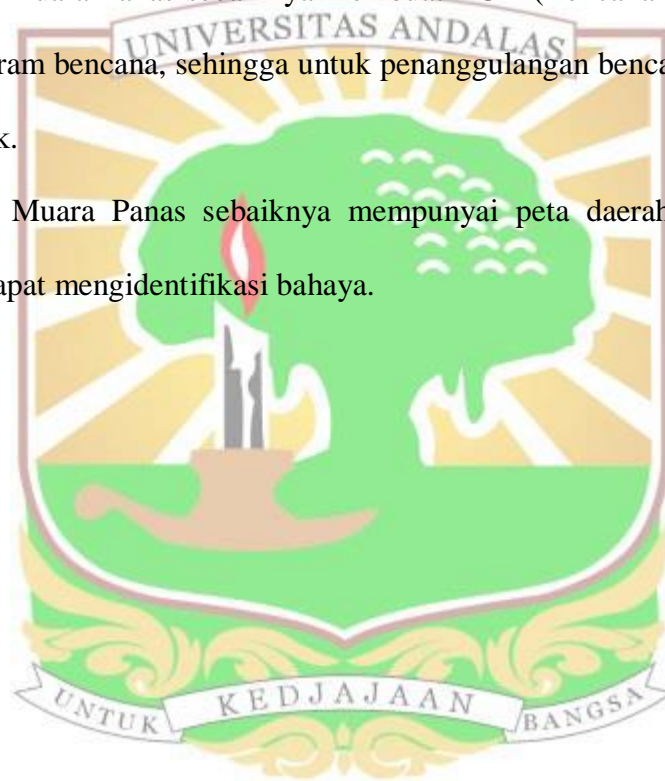 UNIVERSITAS ANDALAS
ram bencana, sehingga untuk penanggulangan benca
k.
Muara Panas sebaiknya mempunyai peta daerah
apat mengidentifikasi bahaya.
UNTUK KEDJAJAAN BANGSA